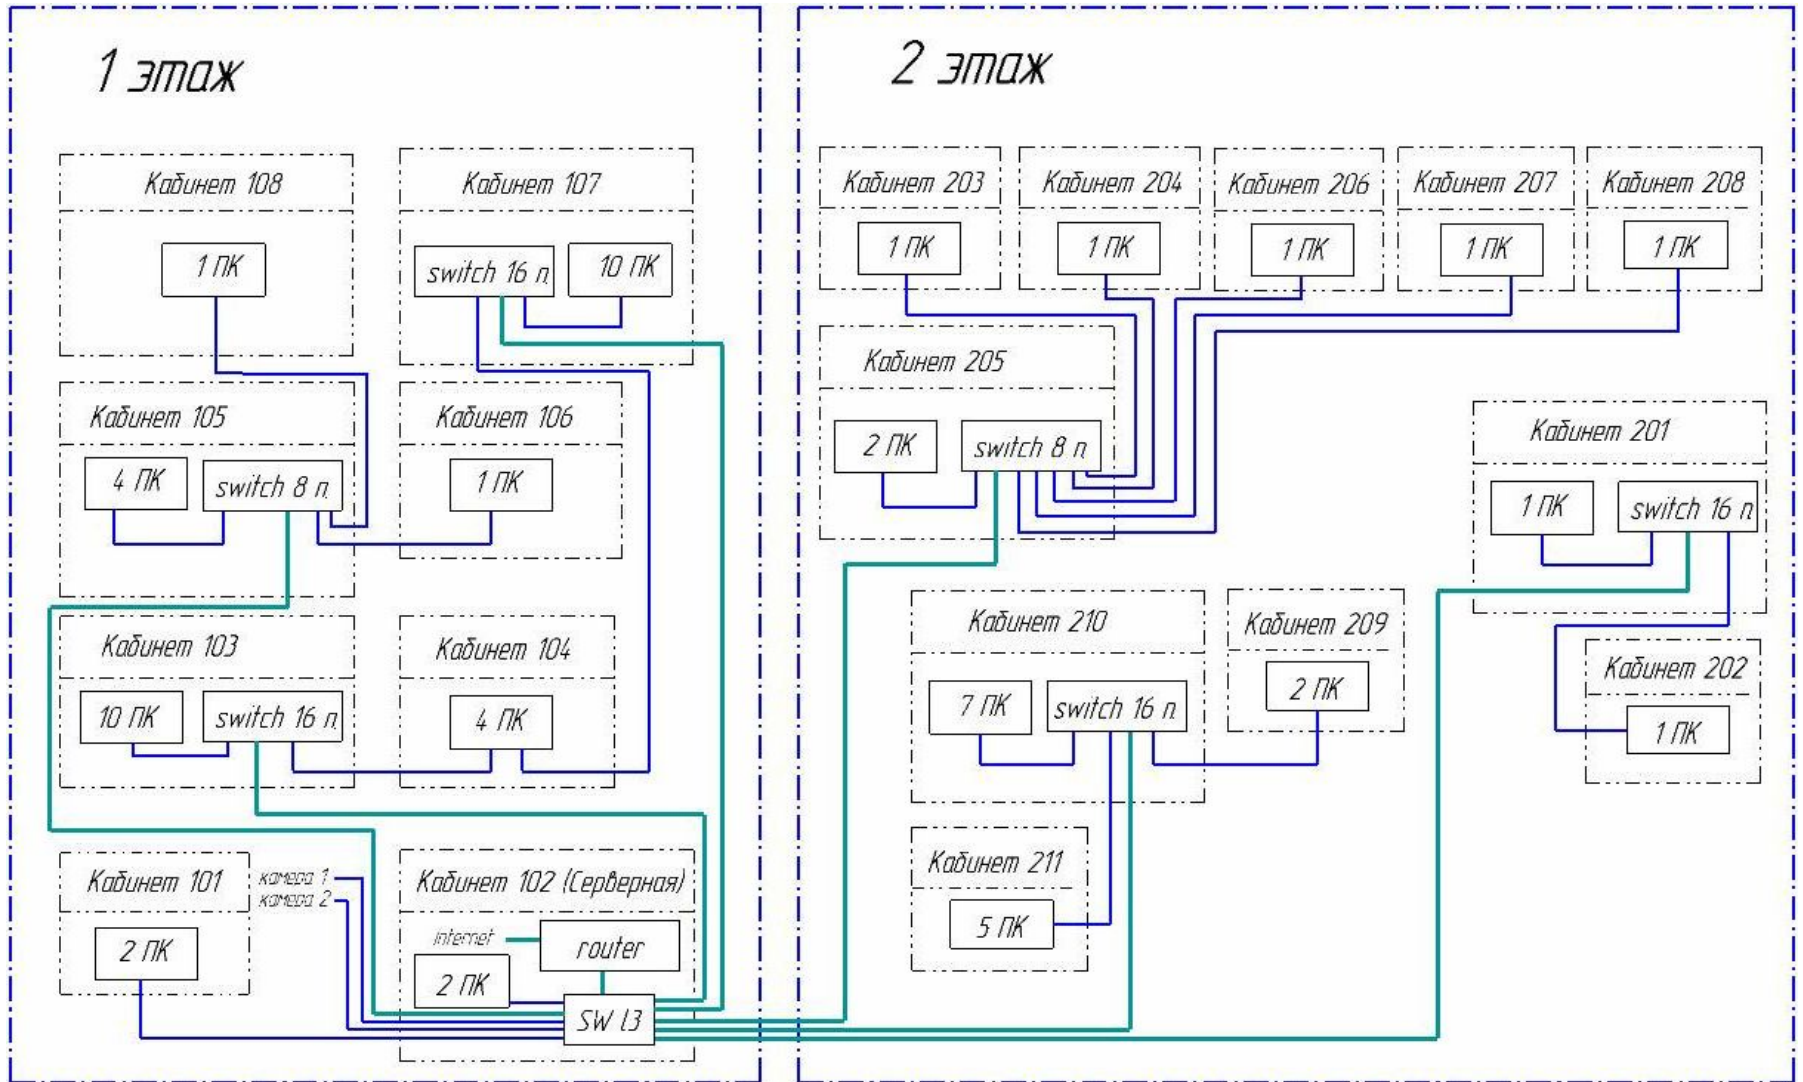 1 этаж
Кабинет 108
1 ПК
Кабинет 107
switch 16 п.
10 ПК
Кабинет 105
4 ПК
switch 8 п.
Кабинет 106
1 ПК
Кабинет 103
10 ПК
switch 16 п.
Кабинет 104
4 ПК
Кабинет 101
2 ПК
камера 1
камера 2
Кабинет 102 (Серверная)
internet
router
2 ПК
SW l3
2 этаж
Кабинет 203
1 ПК
Кабинет 204
1 ПК
Кабинет 206
1 ПК
Кабинет 207
1 ПК
Кабинет 208
1 ПК
Кабинет 205
2 ПК
switch 8 п.
Кабинет 201
1 ПК
switch 16 п.
Кабинет 210
7 ПК
switch 16 п.
Кабинет 209
2 ПК
Кабинет 202
1 ПК
Кабинет 211
5 ПК